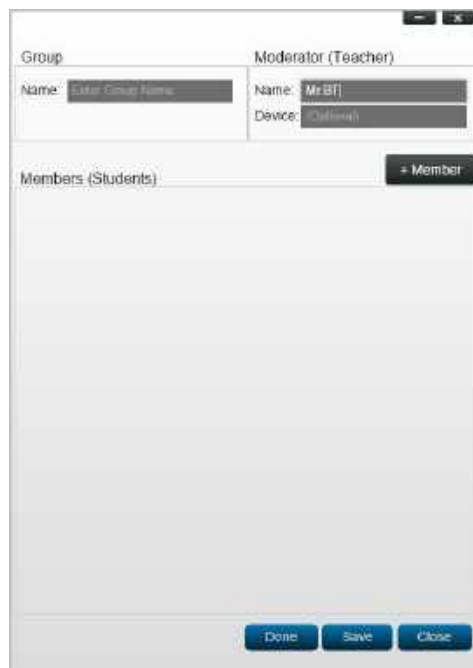 Group
Name: Enter Group Name
Moderator (Teacher)
Name: Mr.BT
Device: (Optional)
Members (Students)
+ Member
Done Save Close